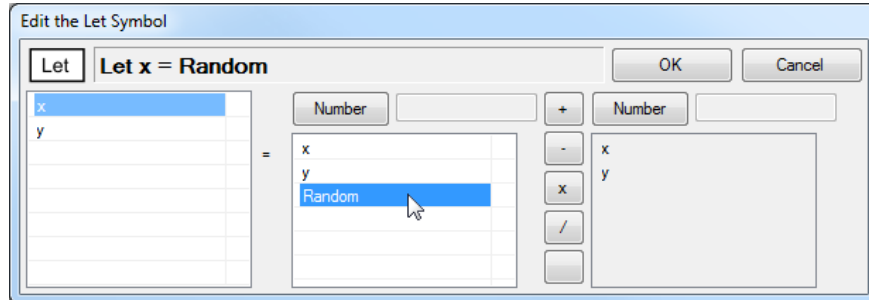 Edit the Let Symbol
Let Let x = Random OK Cancel
x Number + Number
y
= x - x
y y
Random x
/